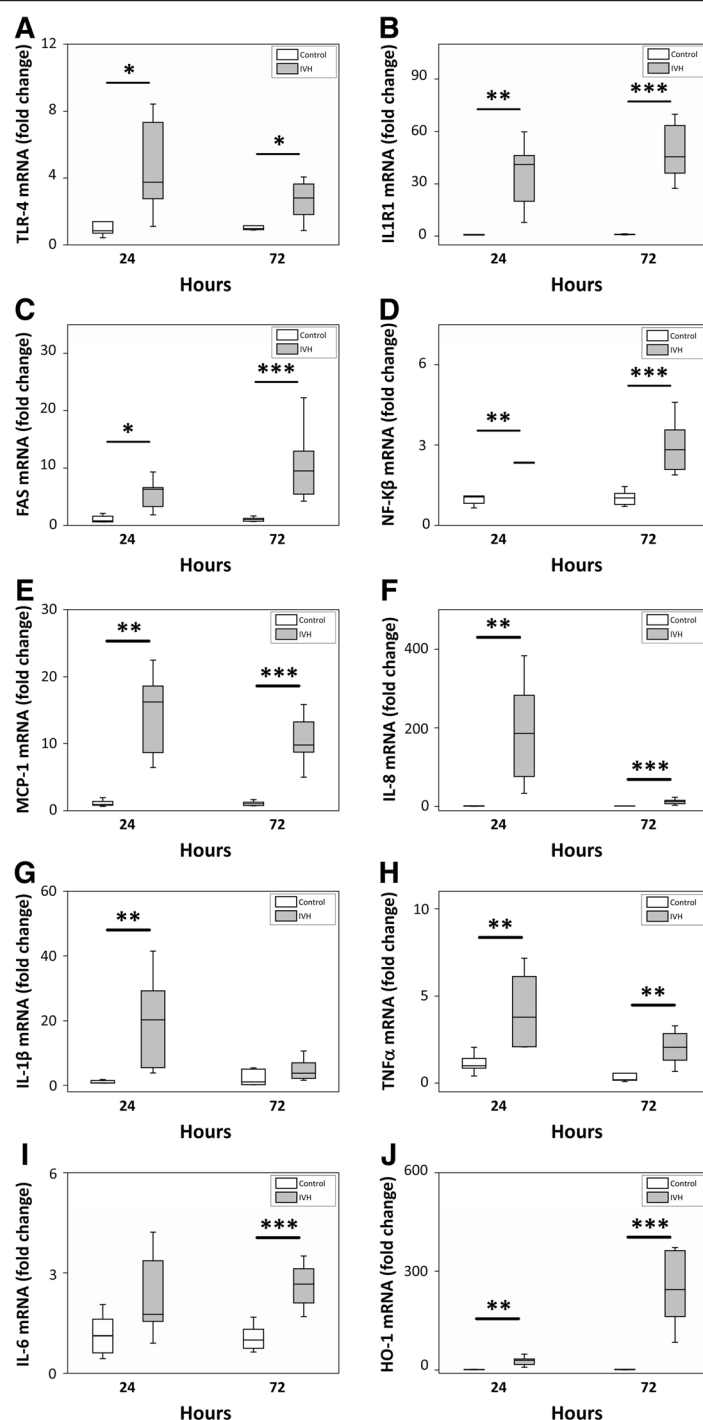 A
TLR-4 mRNA (fold change)
12
8
4
0
*
*
Control
IVH
24
72
Hours
B
IL1R1 mRNA (fold change)
90
60
30
0
**
***
Control
IVH
24
72
Hours
C
FAS mRNA (fold change)
30
20
10
0
*
***
Control
IVH
24
72
Hours
D
NF-Kβ mRNA (fold change)
6
3
0
**
***
Control
IVH
24
72
Hours
E
MCP-1 mRNA (fold change)
30
20
10
0
**
***
Control
IVH
24
72
Hours
F
IL-8 mRNA (fold change)
400
200
0
**
***
Control
IVH
24
72
Hours
G
IL-1β mRNA (fold change)
60
40
20
0
**
Control
IVH
24
72
Hours
H
TNFα mRNA (fold change)
10
5
0
**
**
Control
IVH
24
72
Hours
I
IL-6 mRNA (fold change)
6
3
0
***
Control
IVH
24
72
Hours
J
HO-1 mRNA (fold change)
600
300
0
**
***
Control
IVH
24
72
Hours